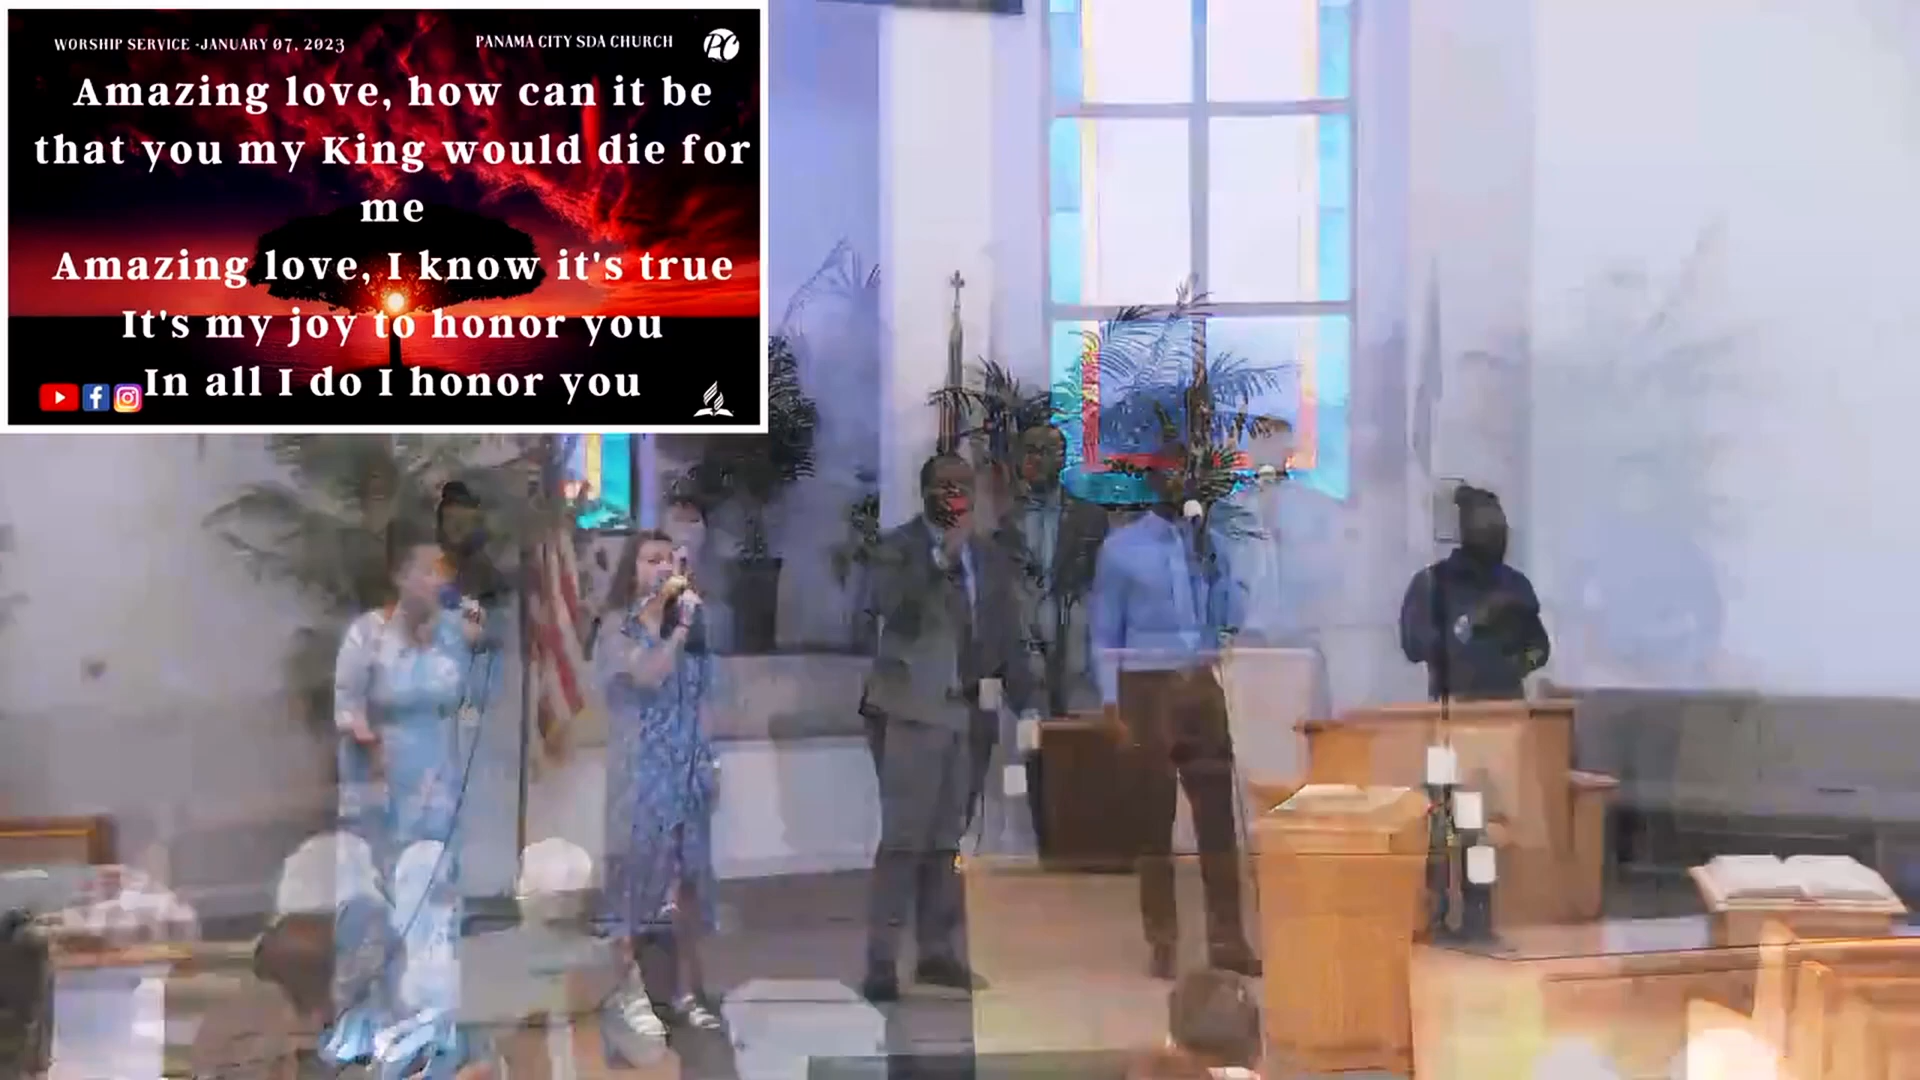 WORSHIP SERVICE -JANUARY 07, 2023
PANAMA CITY SDA CHURCH
PC
Amazing love, how can it be
that you my King would die for
me
Amazing love, I know it's true
It's my joy to honor you
In all I do I honor you